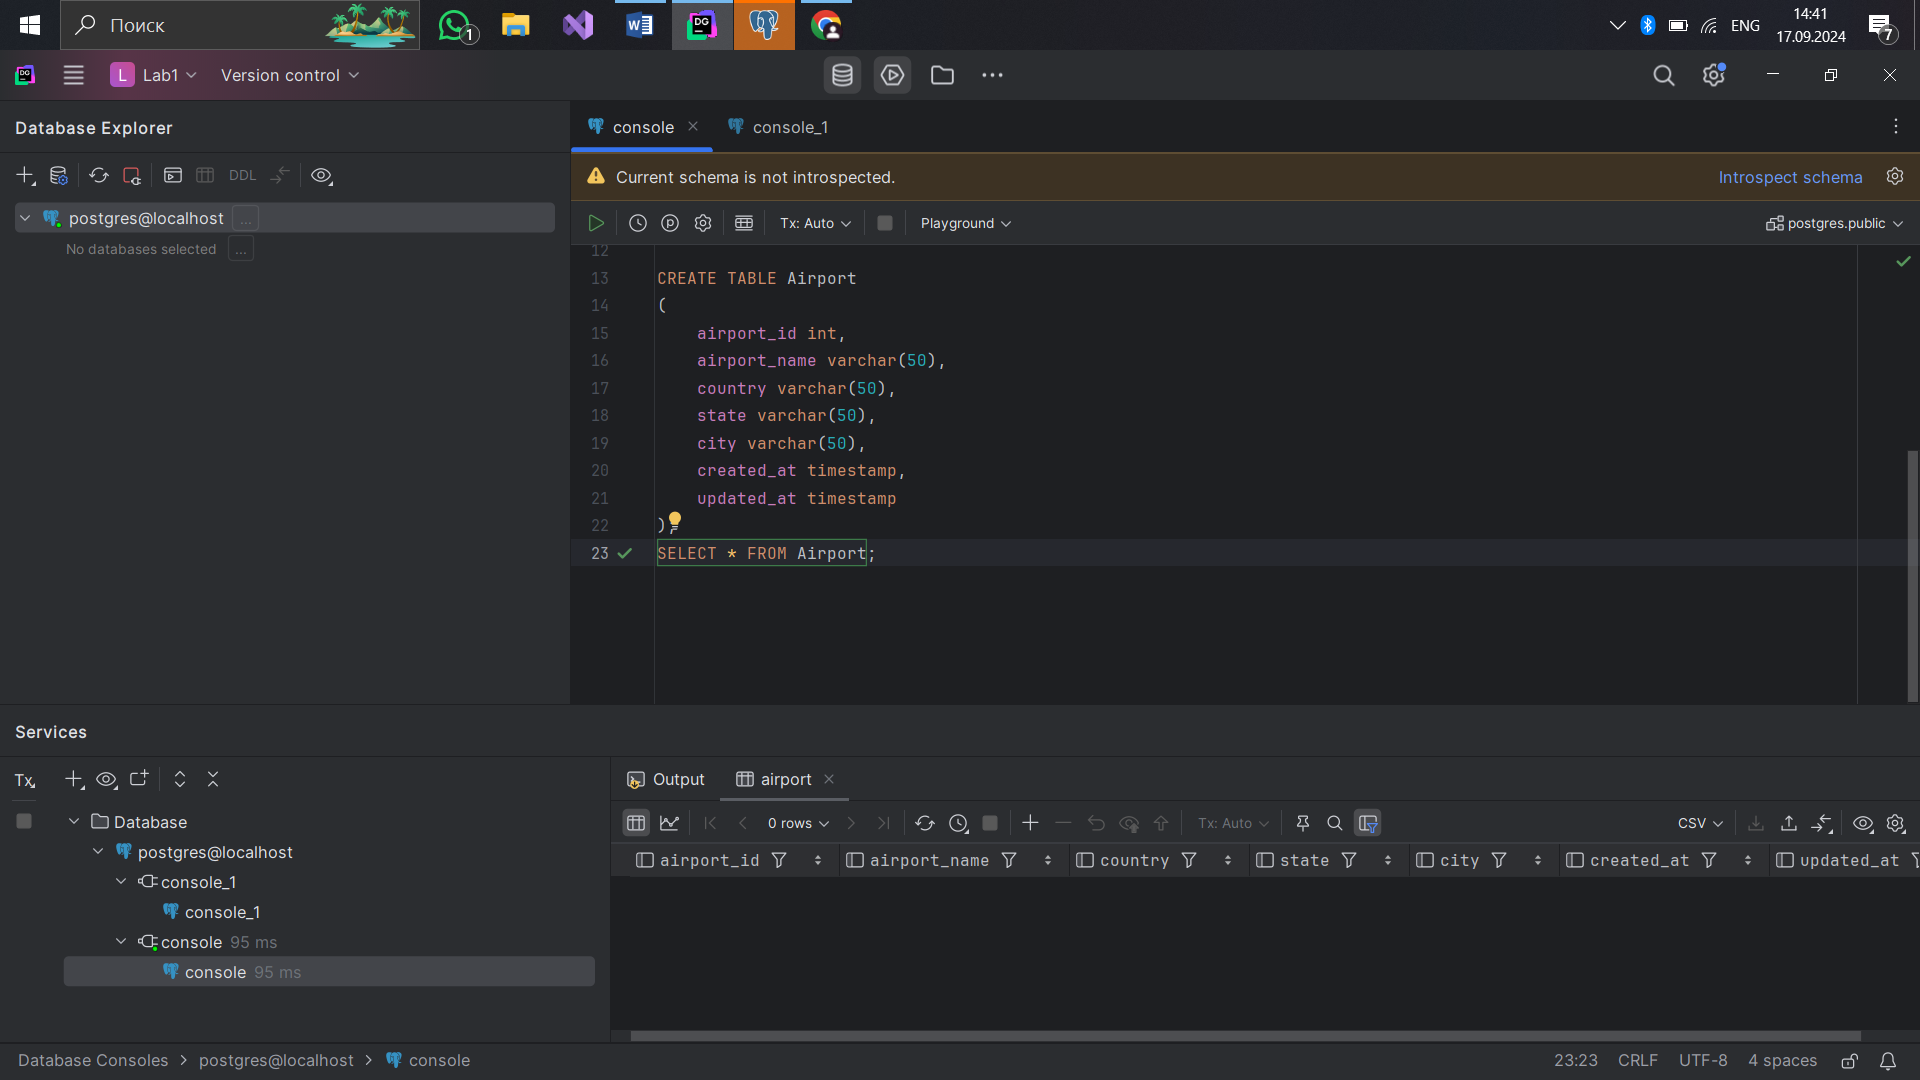 Поиск
1
ENG
14:41
17.09.2024
7
L Lab1
Version control
Database Explorer
console
console_1
DDL
Current schema is not introspected.
Introspect schema
postgres@localhost ...
No databases selected ...
Tx: Auto
Playground
postgres.public
12
13 CREATE TABLE Airport
14 (
15 airport_id int,
16 airport_name varchar(50),
17 country varchar(50),
18 state varchar(50),
19 city varchar(50),
20 created_at timestamp,
21 updated_at timestamp
22 );
23 SELECT * FROM Airport;
Services
Tx
Output
airport
Database
postgres@localhost
console_1
console_1
console 95 ms
console 95 ms
0 rows
Tx: Auto
CSV
airport_id
airport_name
country
state
city
created_at
updated_at
Database Consoles > postgres@localhost > console
23:23
CRLF
UTF-8
4 spaces